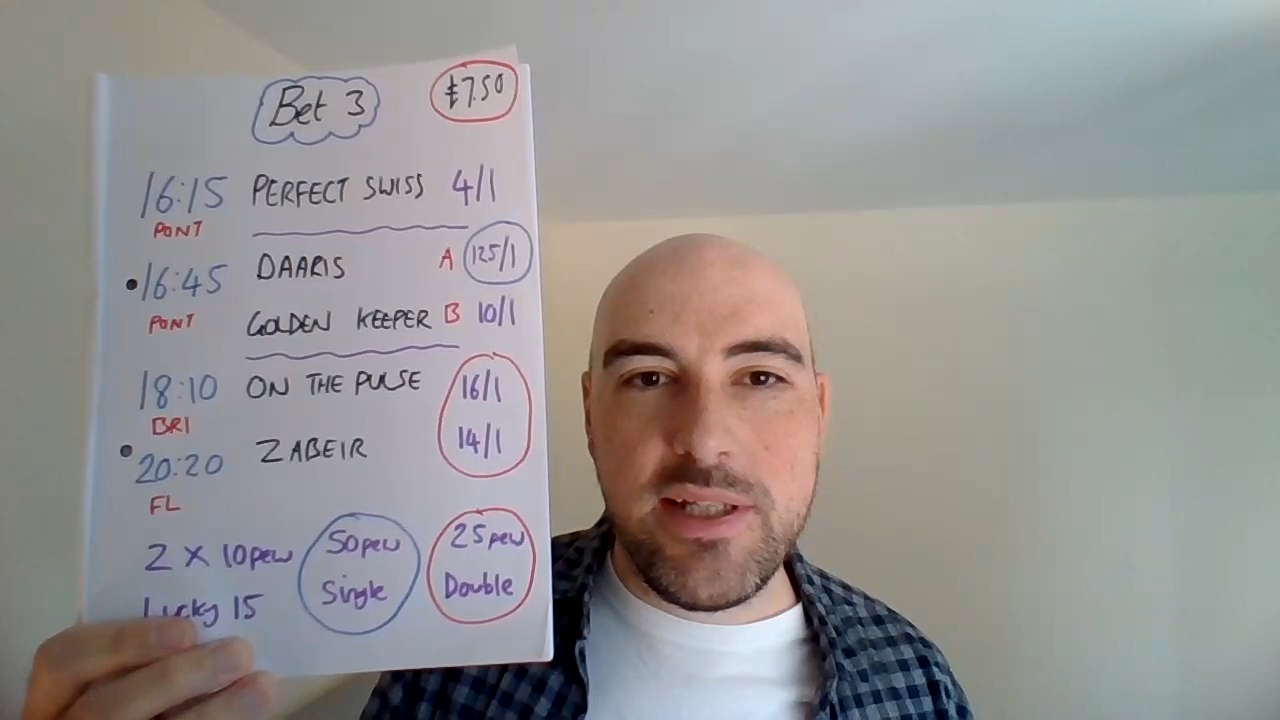 Bet 3 £7.50
16:15 PERFECT SWISS 4/1
PONT
16:45 DAARIS A 125/1
PONT GOLDEN KEEPER B 10/1
18:10 ON THE PULSE 16/1
BRI
20:20 ZABEIR 14/1
FL
2 X 10pew 50pew 25pew
Lucky 15 Single Double